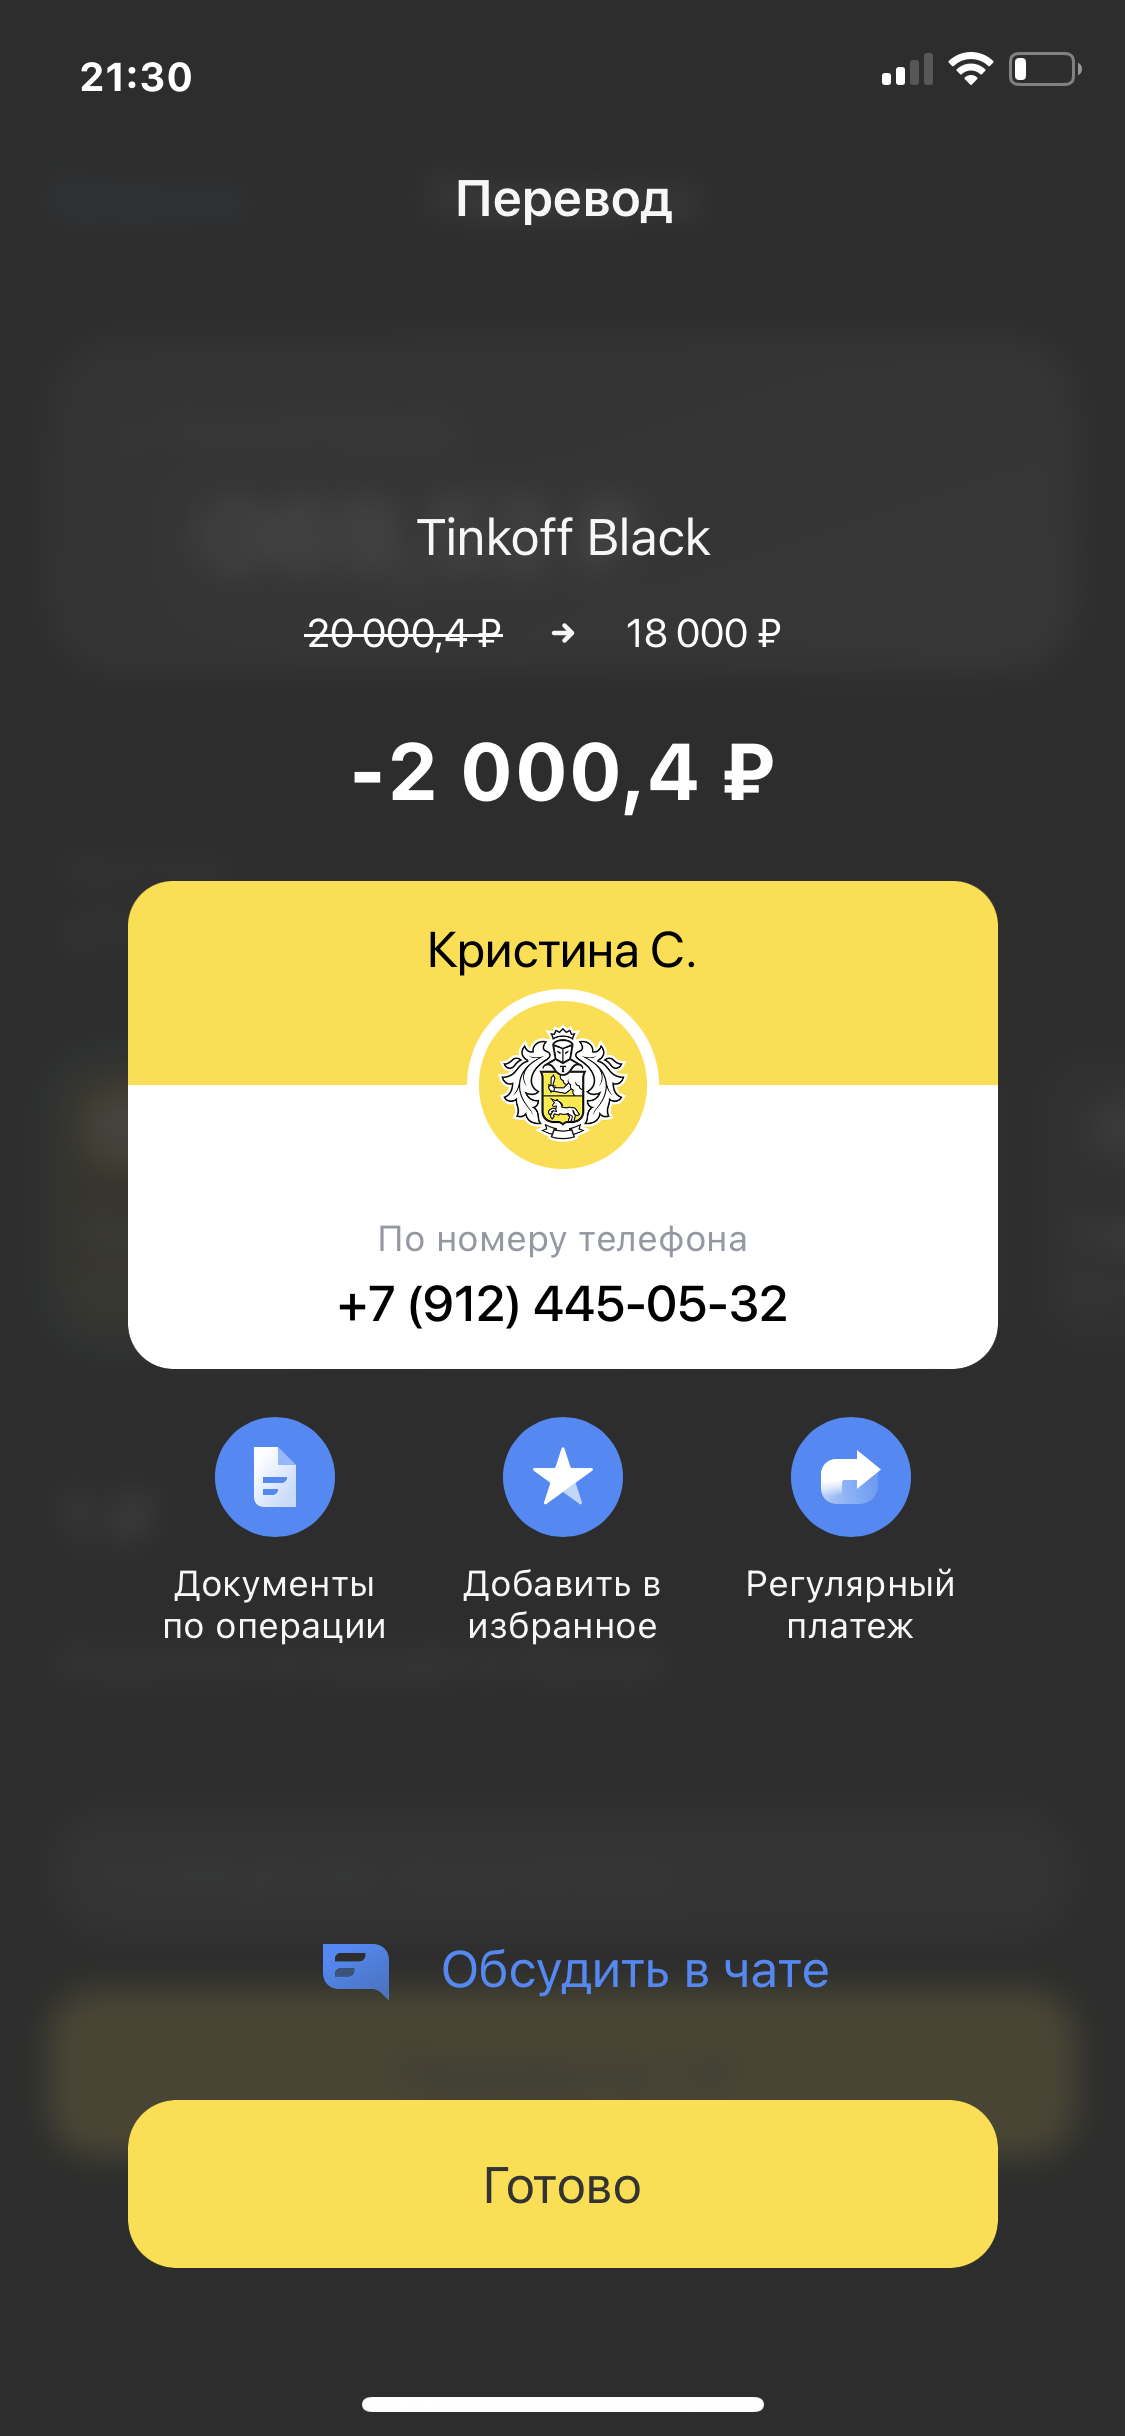 21:30
Перевод
Tinkoff Black
20 000,4 ₽ → 18 000 ₽
-2 000,4 ₽
Кристина С.
По номеру телефона
+7 (912) 445-05-32
Документы
по операции
Добавить в
избранное
Регулярный
платеж
Обсудить в чате
Готово